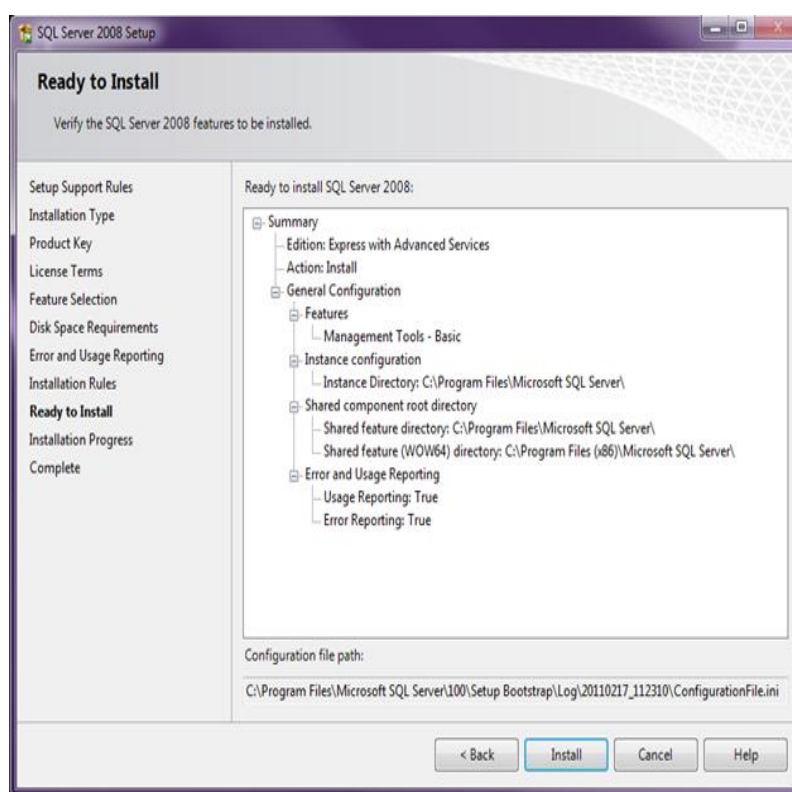 SQL Server 2008 Setup
Ready to Install
Verify the SQL Server 2008 features to be installed.
Setup Support Rules
Installation Type
Product Key
License Terms
Feature Selection
Disk Space Requirements
Error and Usage Reporting
Installation Rules
Ready to Install
Installation Progress
Complete
Ready to install SQL Server 2008:
Summary
Edition: Express with Advanced Services
Action: Install
General Configuration
Features
Management Tools - Basic
Instance configuration
Instance Directory: C:\Program Files\Microsoft SQL Server\
Shared component root directory
Shared feature directory: C:\Program Files\Microsoft SQL Server\
Shared feature (WOW64) directory: C:\Program Files (x86)\Microsoft SQL Server\
Error and Usage Reporting
Usage Reporting: True
Error Reporting: True
Configuration file path:
C:\Program Files\Microsoft SQL Server\100\Setup Bootstrap\Log\20110217_112310\ConfigurationFile.ini
< Back
Install
Cancel
Help